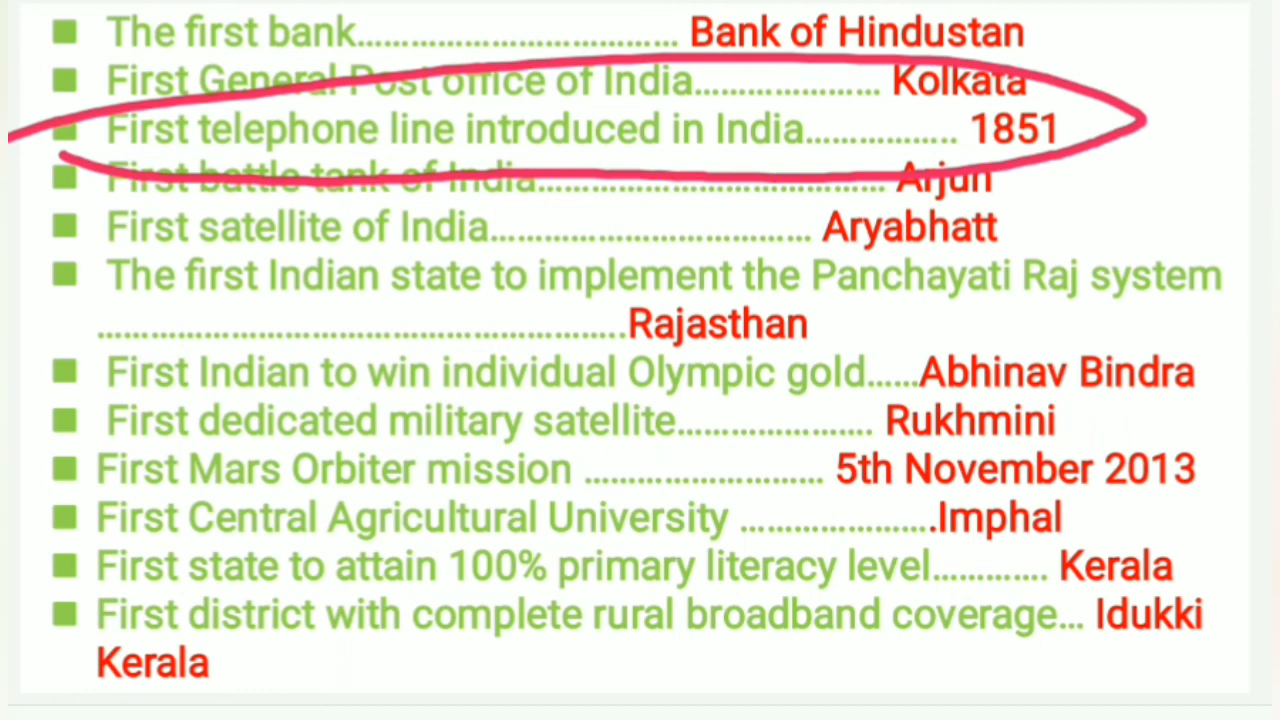 ■ The first bank.................................... Bank of Hindustan
■ First General Post office of India..................... Kolkata
■ First telephone line introduced in India................. 1851
■ First battle tank of India....................................... Arjun
■ First satellite of India.................................... Aryabhatt
■ The first Indian state to implement the Panchayati Raj system
...........................................................Rajasthan
■ First Indian to win individual Olympic gold......Abhinav Bindra
■ First dedicated military satellite...................... Rukhmini
■ First Mars Orbiter mission ........................... 5th November 2013
■ First Central Agricultural University ......................Imphal
■ First state to attain 100% primary literacy level............. Kerala
■ First district with complete rural broadband coverage... Idukki
Kerala